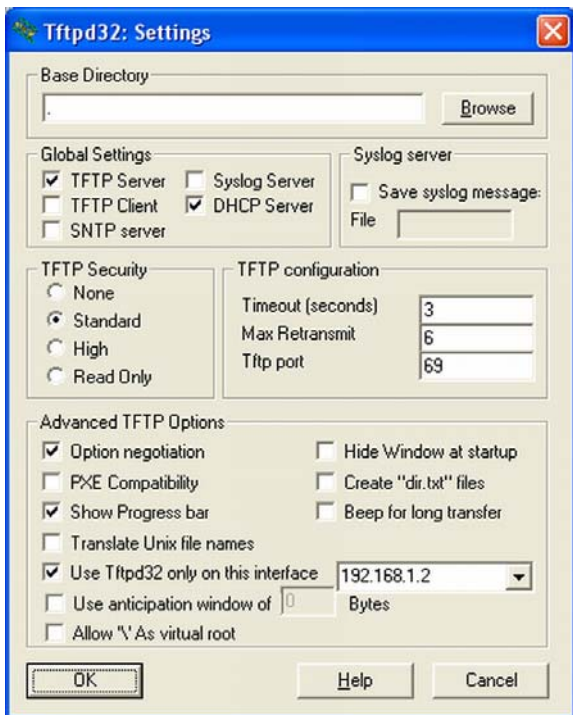 Tftpd32: Settings
Base Directory
.
Browse
Global Settings
TFTP Server
Syslog Server
TFTP Client
DHCP Server
SNTP server
Syslog server
Save syslog message:
File
TFTP Security
None
Standard
High
Read Only
TFTP configuration
Timeout (seconds)
3
Max Retransmit
6
Tftp port
69
Advanced TFTP Options
Option negotiation
Hide Window at startup
PXE Compatibility
Create "dir.txt" files
Show Progress bar
Beep for long transfer
Translate Unix file names
Use Tftpd32 only on this interface
192.168.1.2
Use anticipation window of
0
Bytes
Allow '\' As virtual root
OK
Help
Cancel